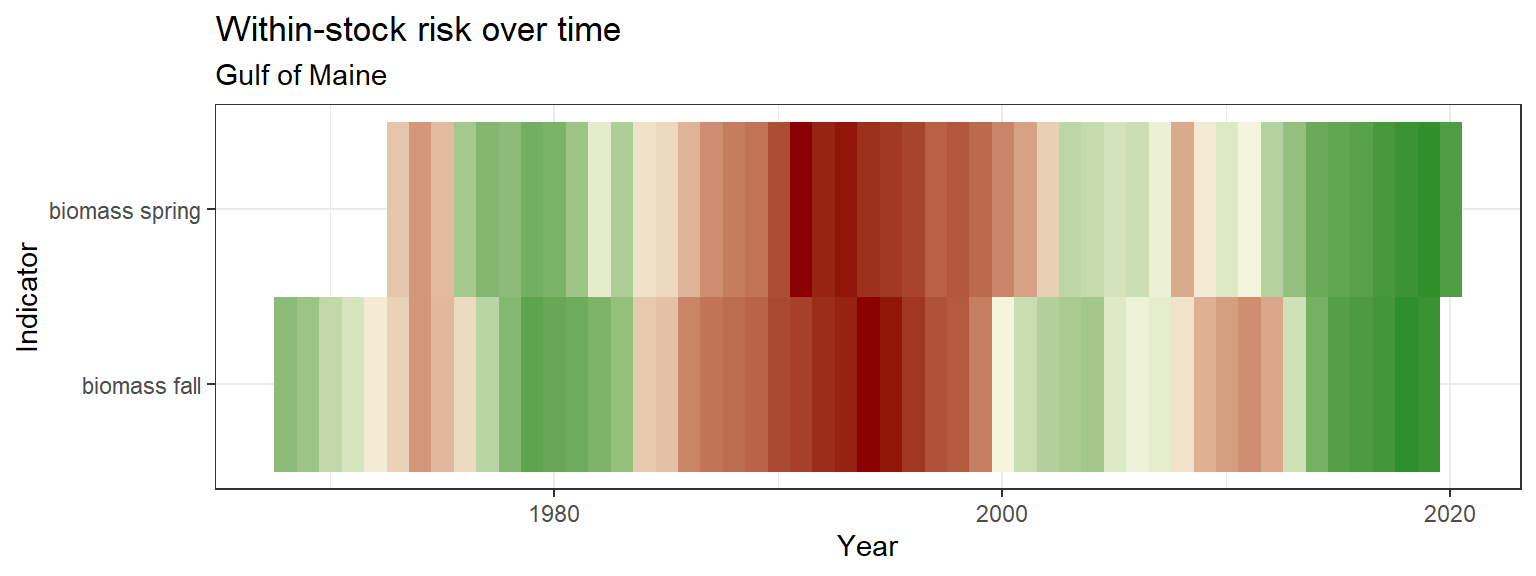 Within-stock risk over time
Gulf of Maine
Indicator
biomass spring
biomass fall
1980 2000 2020
Year